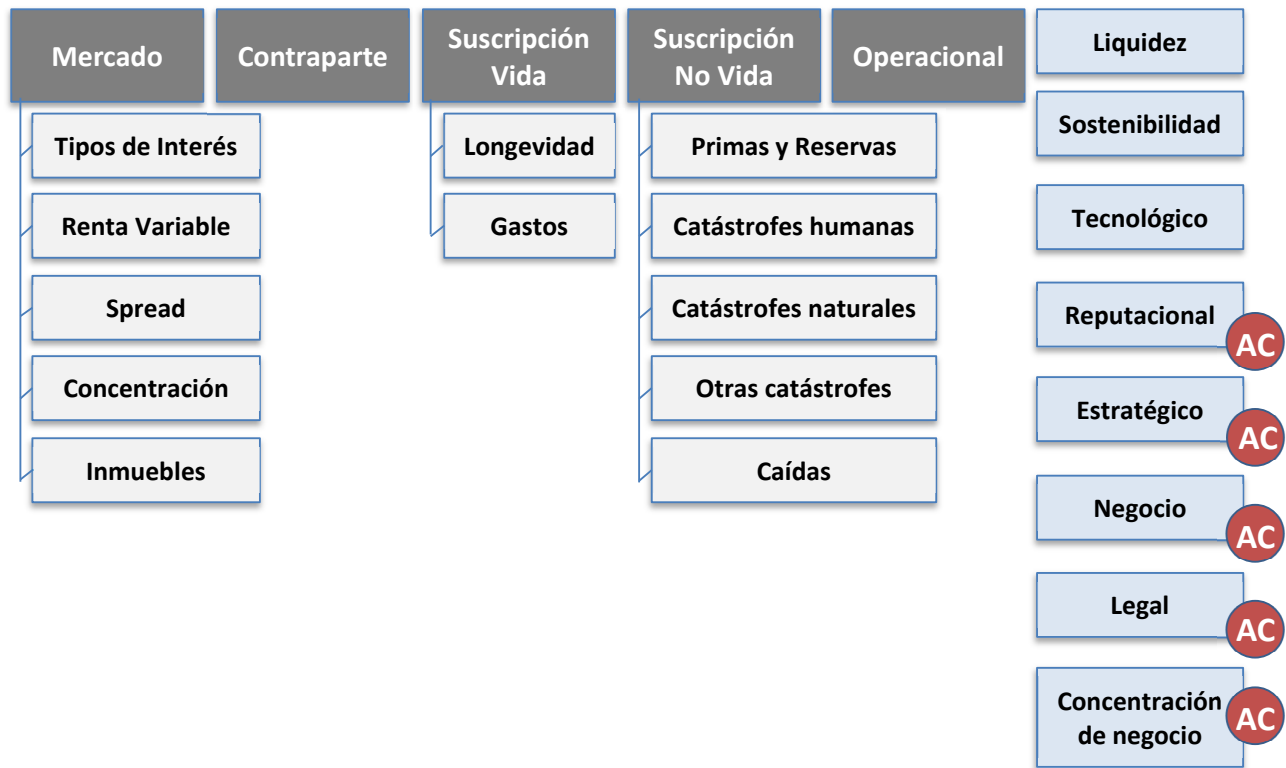 Mercado
Contraparte
Suscripción
Vida
Suscripción
No Vida
Operacional
Liquidez
Tipos de Interés
Renta Variable
Spread
Concentración
Inmuebles
Longevidad
Gastos
Primas y Reservas
Catástrofes humanas
Catástrofes naturales
Otras catástrofes
Caídas
Sostenibilidad
Tecnológico
Reputacional
AC
Estratégico
AC
Negocio
AC
Legal
AC
Concentración
de negocio
AC